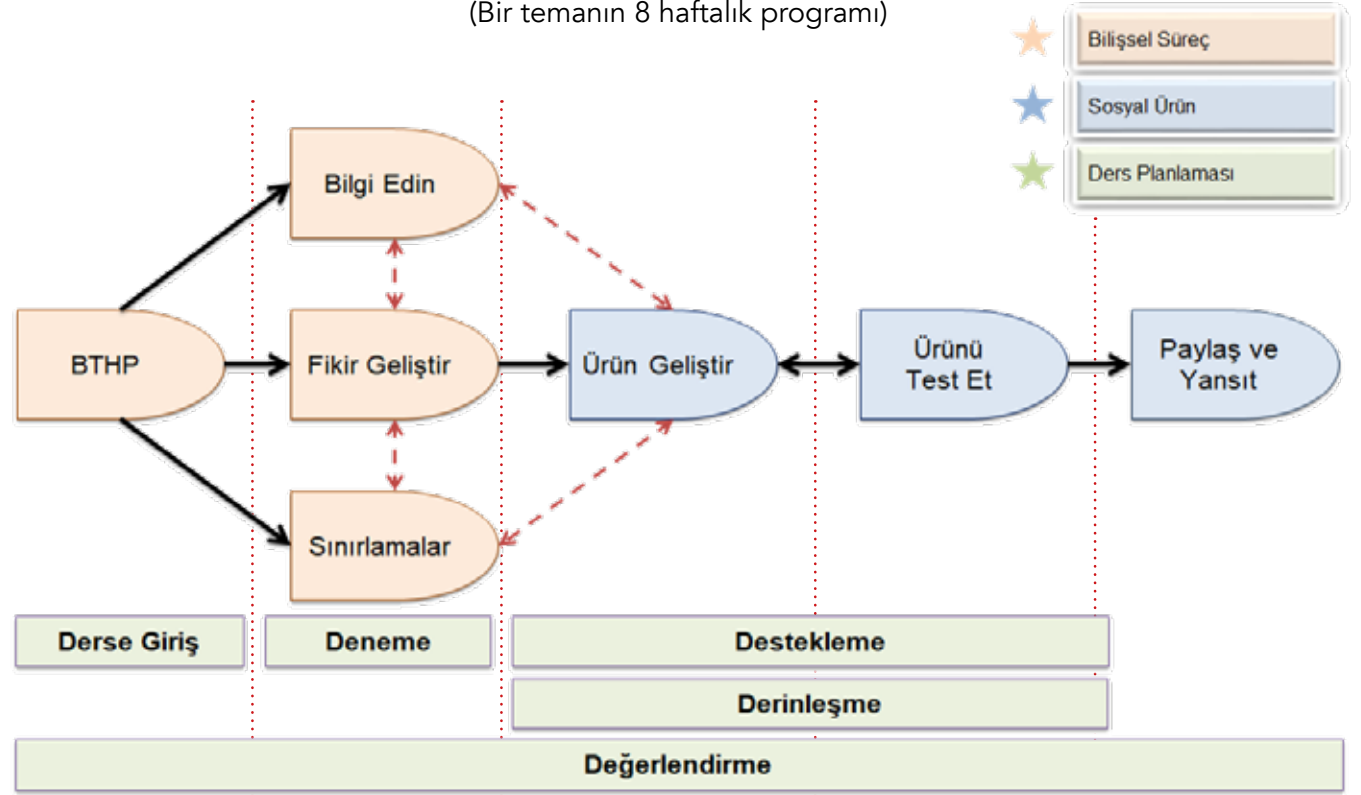 (Bir temanın 8 haftalık programı)
Bilişsel Süreç
Sosyal Ürün
Ders Planlaması
Bilgi Edin
BTHP
Fikir Geliştir
Ürün Geliştir
Ürünü
Test Et
Paylaş ve
Yansıt
Sınırlamalar
Derse Giriş
Deneme
Destekleme
Derinleşme
Değerlendirme